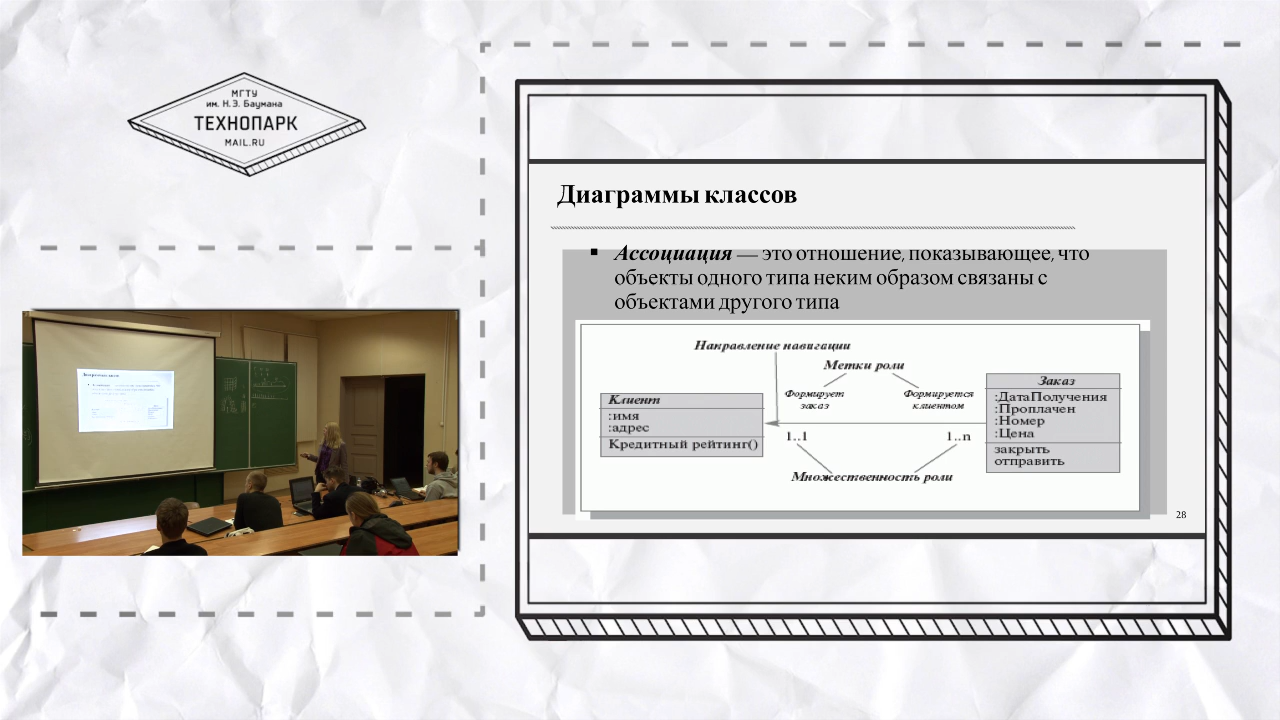 МГТУ
им. Н.Э. Баумана
ТЕХНОПАРК
MAIL.RU
Диаграммы классов
▪ Ассоциация — это отношение, показывающее, что
объекты одного типа неким образом связаны с
объектами другого типа
Направление навигации
Метки роли
Формирует
заказ
Формируется
клиентом
Клиент
:имя
:адрес
Кредитный рейтинг()
1..1
1..n
Множественность роли
Заказ
:ДатаПолучения
:Проплачен
:Номер
:Цена
закрыть
отправить
28